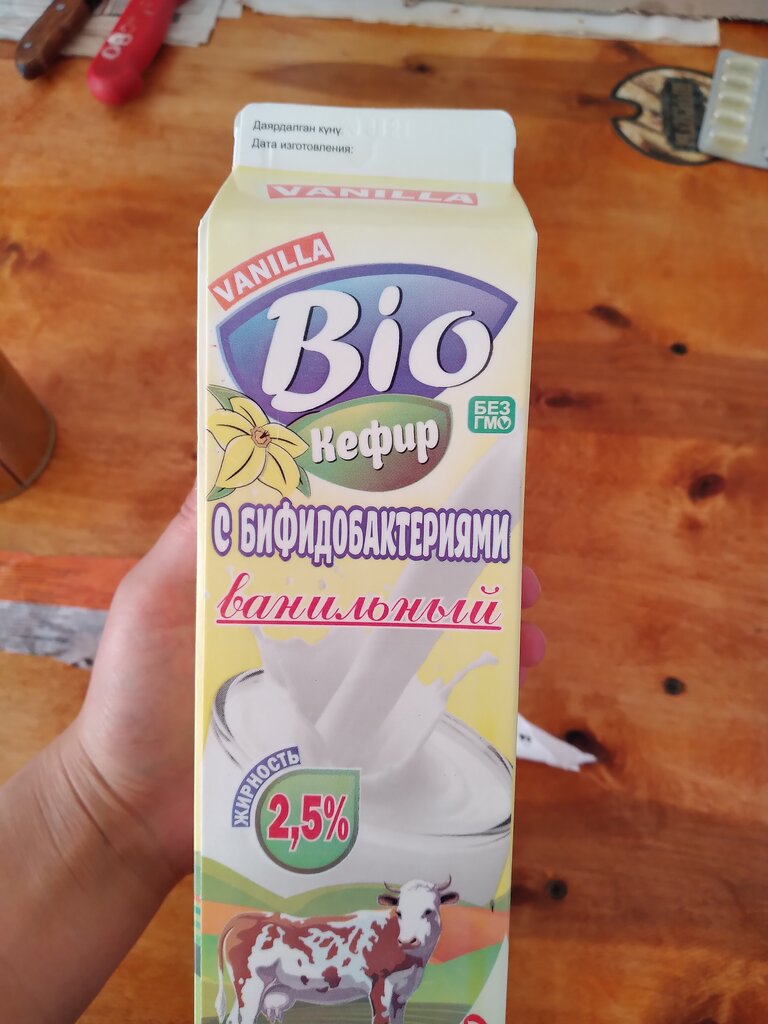 Даярдалган күнү
Дата изготовления:
VANILLA
VANILLA
Bio
Кефир
БЕЗ
ГМО
С БИФИДОБАКТЕРИЯМИ
ванильный
ЖИРНОСТЬ
2,5%